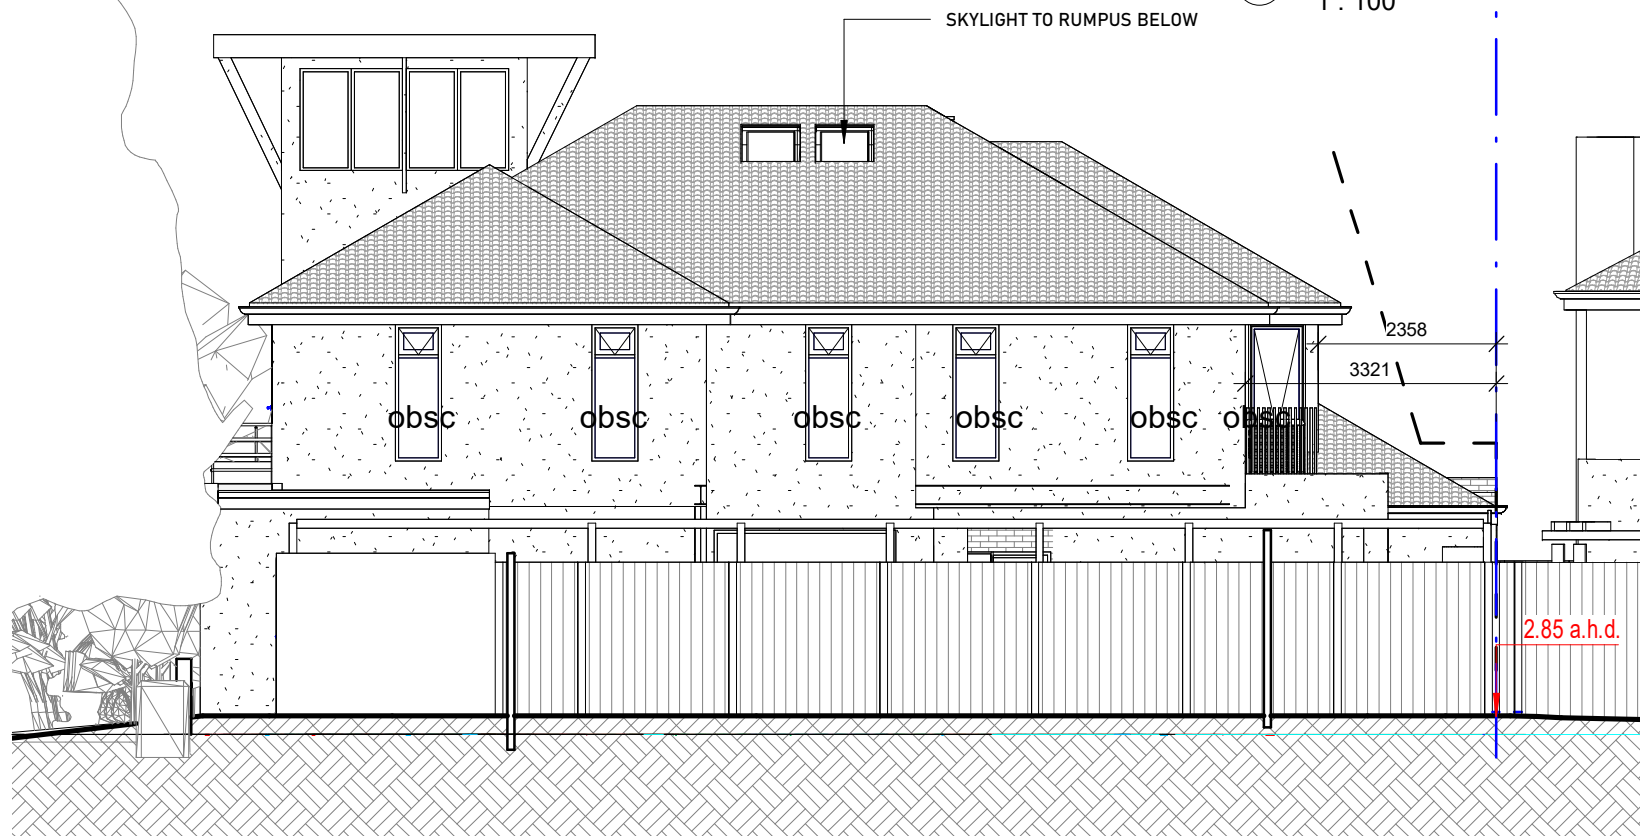 1 : 100
SKYLIGHT TO RUMPUS BELOW
2358
3321
obsc obsc obsc obsc obsc obsc
2.85 a.h.d.